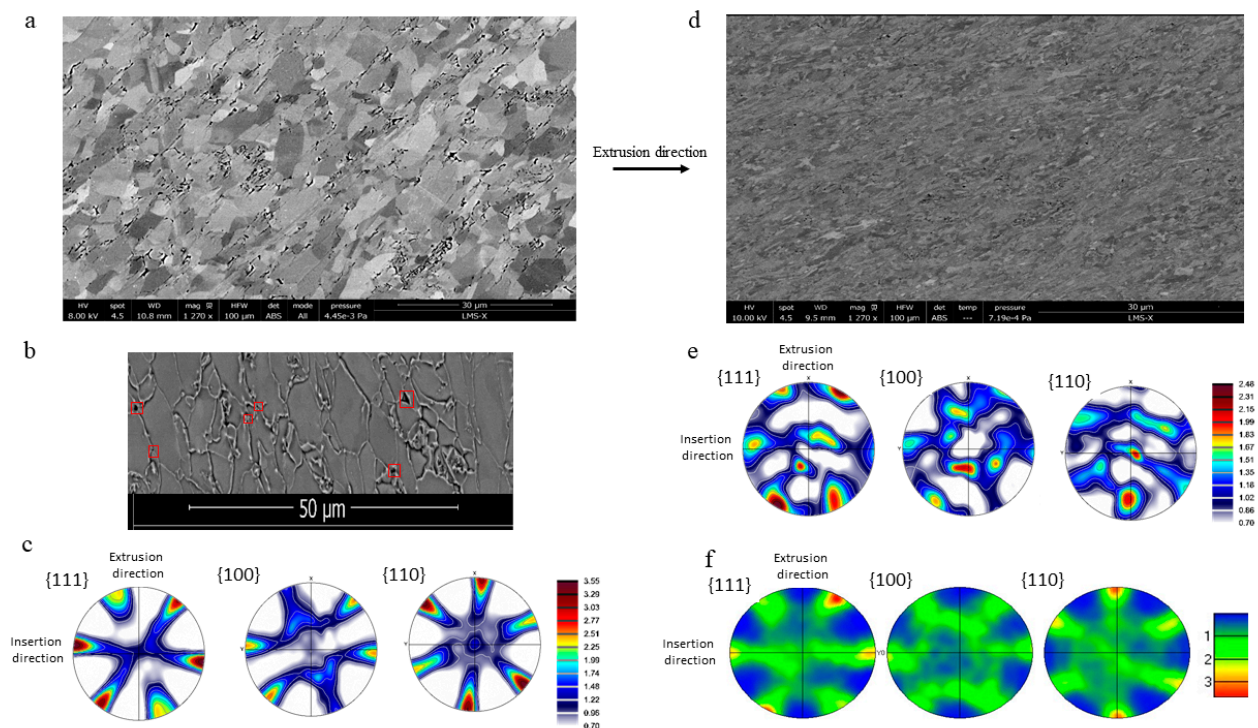 a
HV spot WD mag HFW det mode pressure 30 µm
8.00 kV 4.5 10.8 mm 1 270 x 100 µm ABS All 4.45e-3 Pa LMS-X
Extrusion direction
d
HV spot WD mag HFW det temp pressure 30 µm
10.00 kV 4.5 9.5 mm 1 270 x 100 µm ABS --- 7.19e-4 Pa LMS-X
b
50 µm
c
Extrusion
direction
{111}
{100}
{110}
Insertion
direction
X
Y
X
Y
3.55
3.29
3.03
2.77
2.51
2.25
1.99
1.74
1.48
1.22
0.96
0.70
e
Extrusion
direction
{111}
{100}
{110}
Insertion
direction
X
X
Y
X
Y
2.46
2.31
2.15
1.99
1.83
1.67
1.51
1.35
1.18
1.02
0.86
0.70
f
Extrusion
direction
{111}
{100}
{110}
Insertion
direction
1
2
3